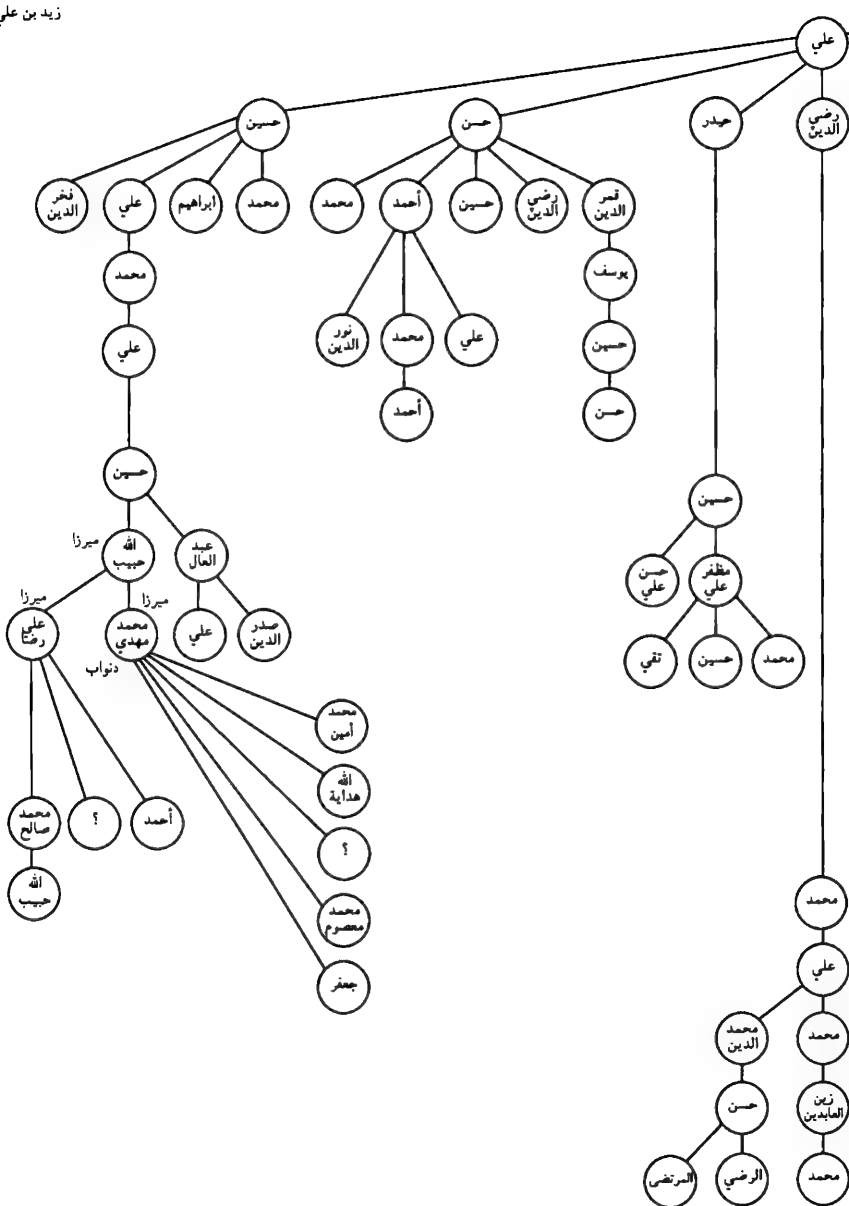 زيد بن علي
علي
رضي
الدين
حيدر
حسن
حسين
قمر
الدين
رضي
الدين
حسين
أحمد
محمد
محمد
ابراهيم
علي
فخر
الدين
يوسف
محمد
حسين
علي
محمد
نور
الدين
علي
حسن
أحمد
حسين
حسين
مظفر
علي
حسن
علي
عبد
العال
الله
حبيب
ميرزا
محمد
حسين
تقي
صدر
الدين
علي
ميرزا
محمد
مهدي
دنواب
ميرزا
علي
رضا
محمد
أمين
الله
هداية
؟
محمد
معصوم
جعفر
أحمد
؟
محمد
صالح
الله
حبيب
محمد
علي
محمد
محمد
الدين
زين
العابدين
حسن
محمد
الرضي
المرتضى